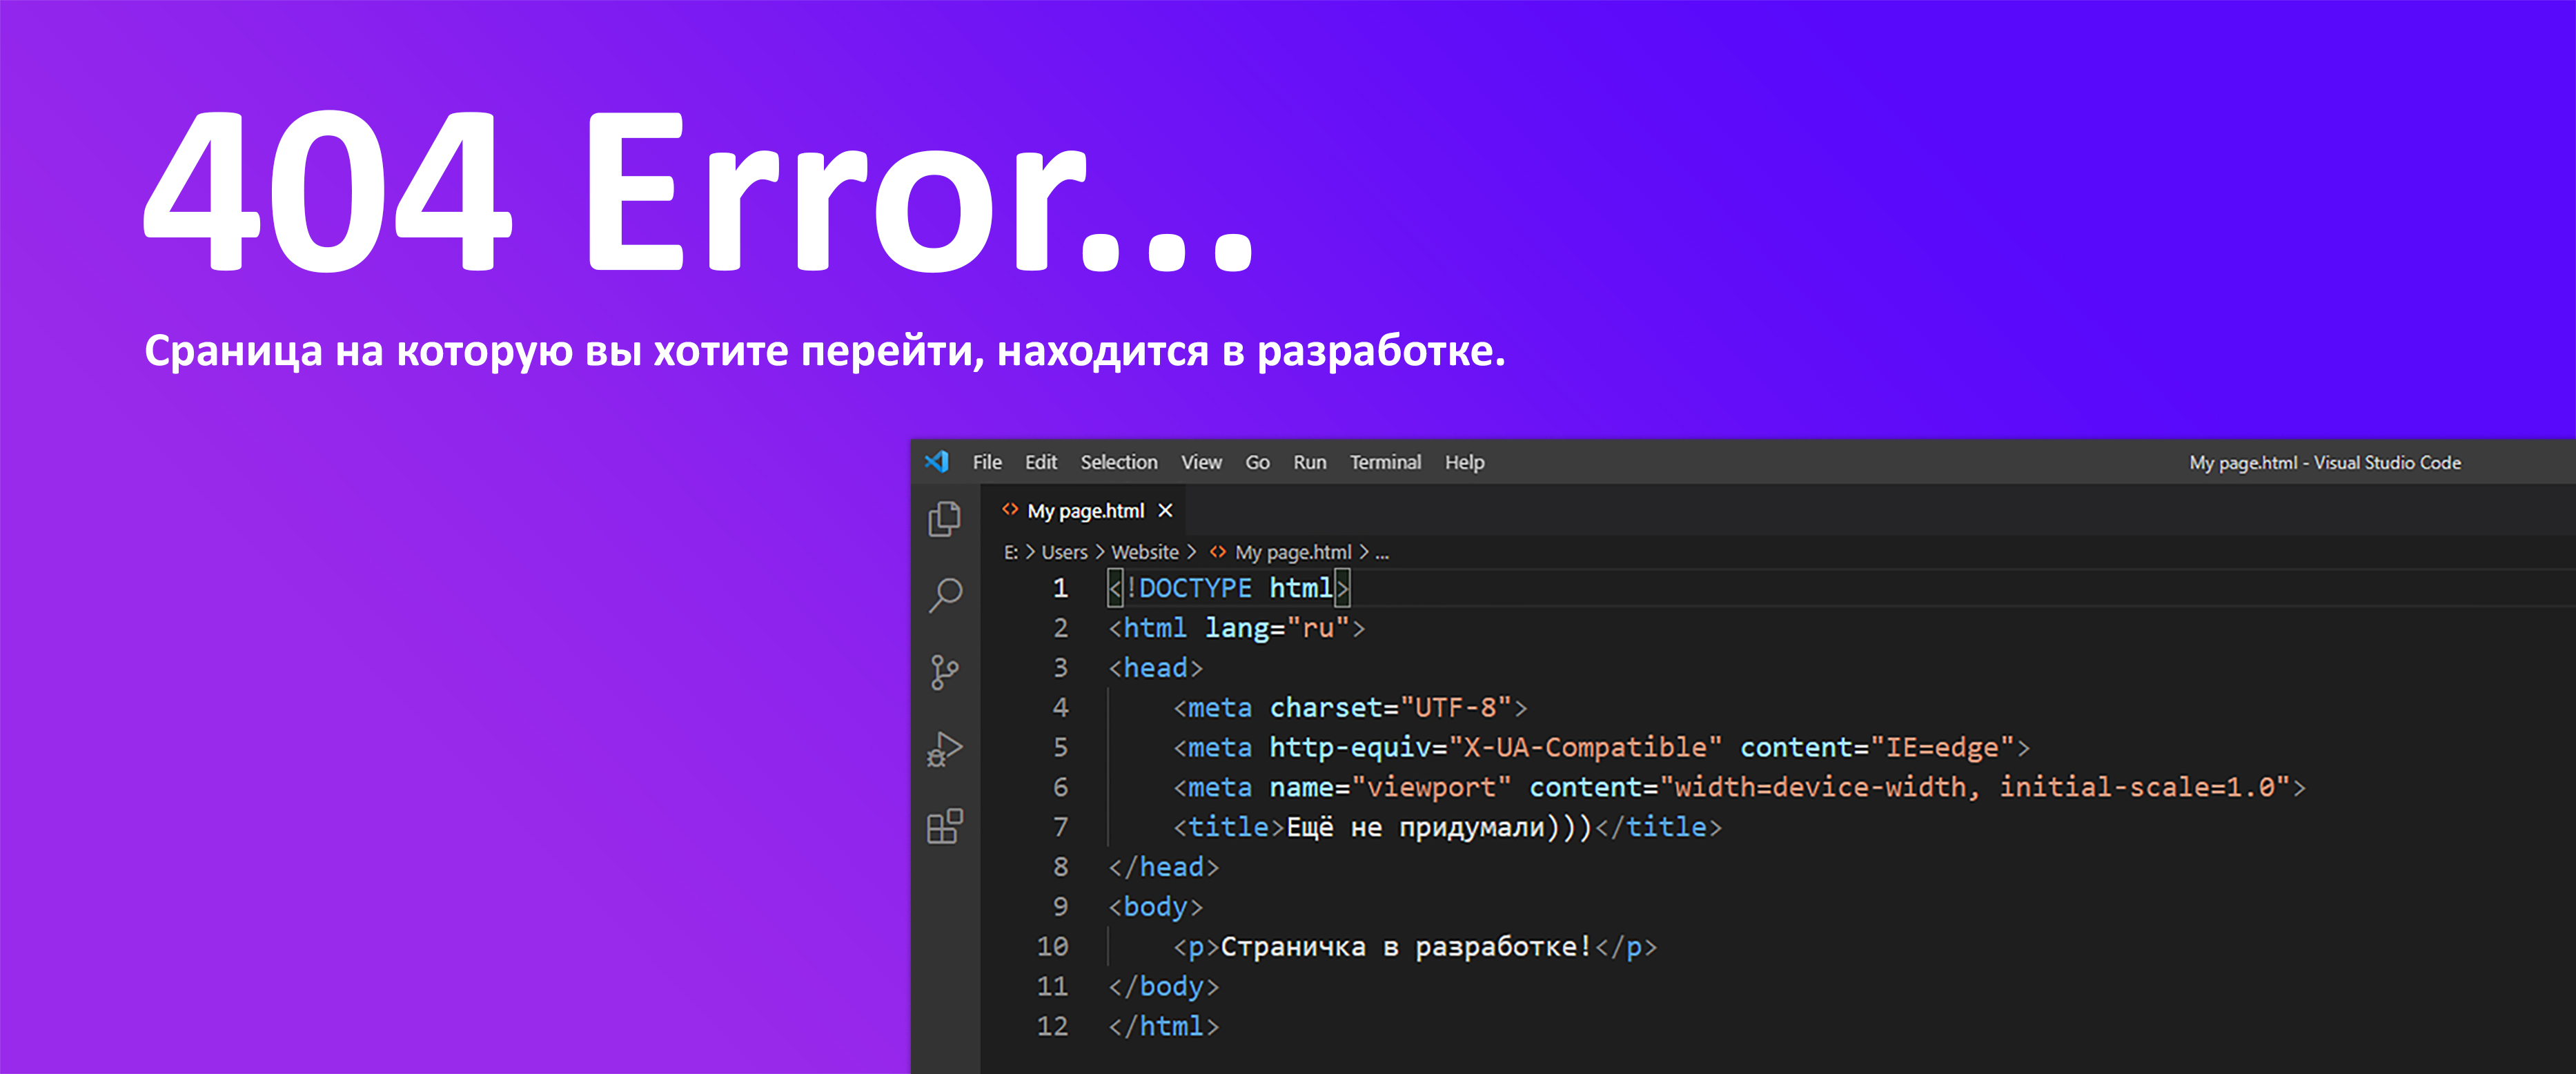 404 Error...
Сраница на которую вы хотите перейти, находится в разработке.
File Edit Selection View Go Run Terminal Help My page.html - Visual Studio Code
<> My page.html ×
E: > Users > Website > <> My page.html > ...
1 <!DOCTYPE html>
2 <html lang="ru">
3 <head>
4 <meta charset="UTF-8">
5 <meta http-equiv="X-UA-Compatible" content="IE=edge">
6 <meta name="viewport" content="width=device-width, initial-scale=1.0">
7 <title>Ещё не придумали)))</title>
8 </head>
9 <body>
10 <p>Страничка в разработке!</p>
11 </body>
12 </html>